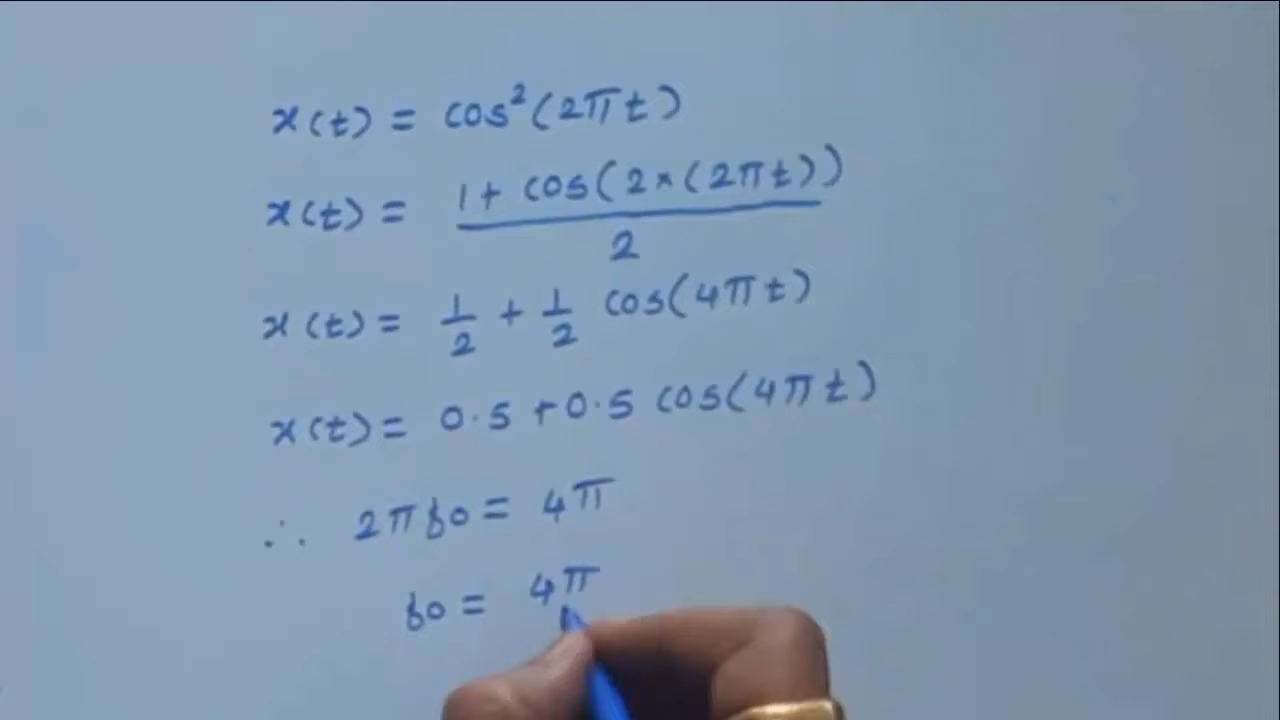 x(t) = cos²(2πt)
x(t) = 1 + cos(2×(2πt)) / 2
x(t) = 1/2 + 1/2 cos(4πt)
x(t) = 0.5 + 0.5 cos(4πt)
∴ 2πf0 = 4π
f0 = 4π